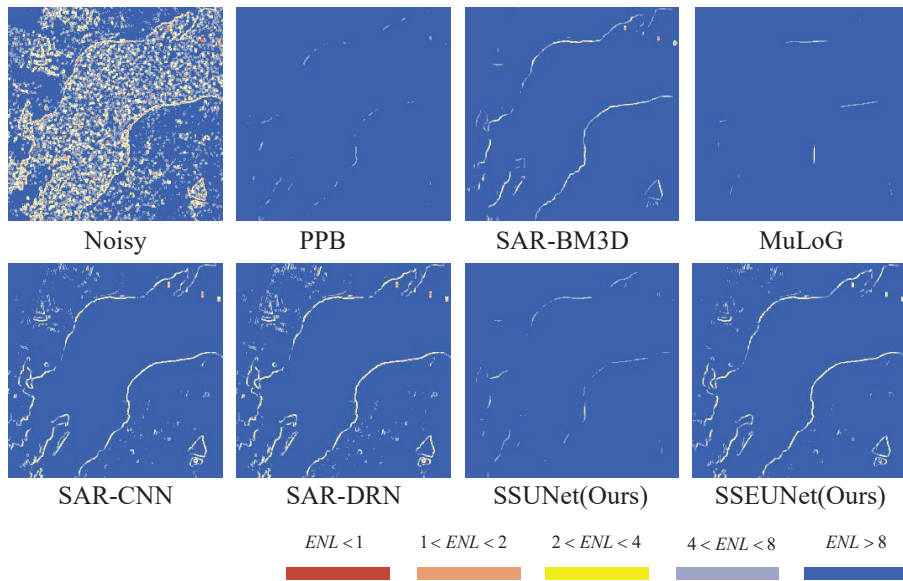 Noisy PPB SAR-BM3D MuLoG
SAR-CNN SAR-DRN SSUNet(Ours) SSEUNet(Ours)
ENL < 1 1 < ENL < 2 2 < ENL < 4 4 < ENL < 8 ENL > 8